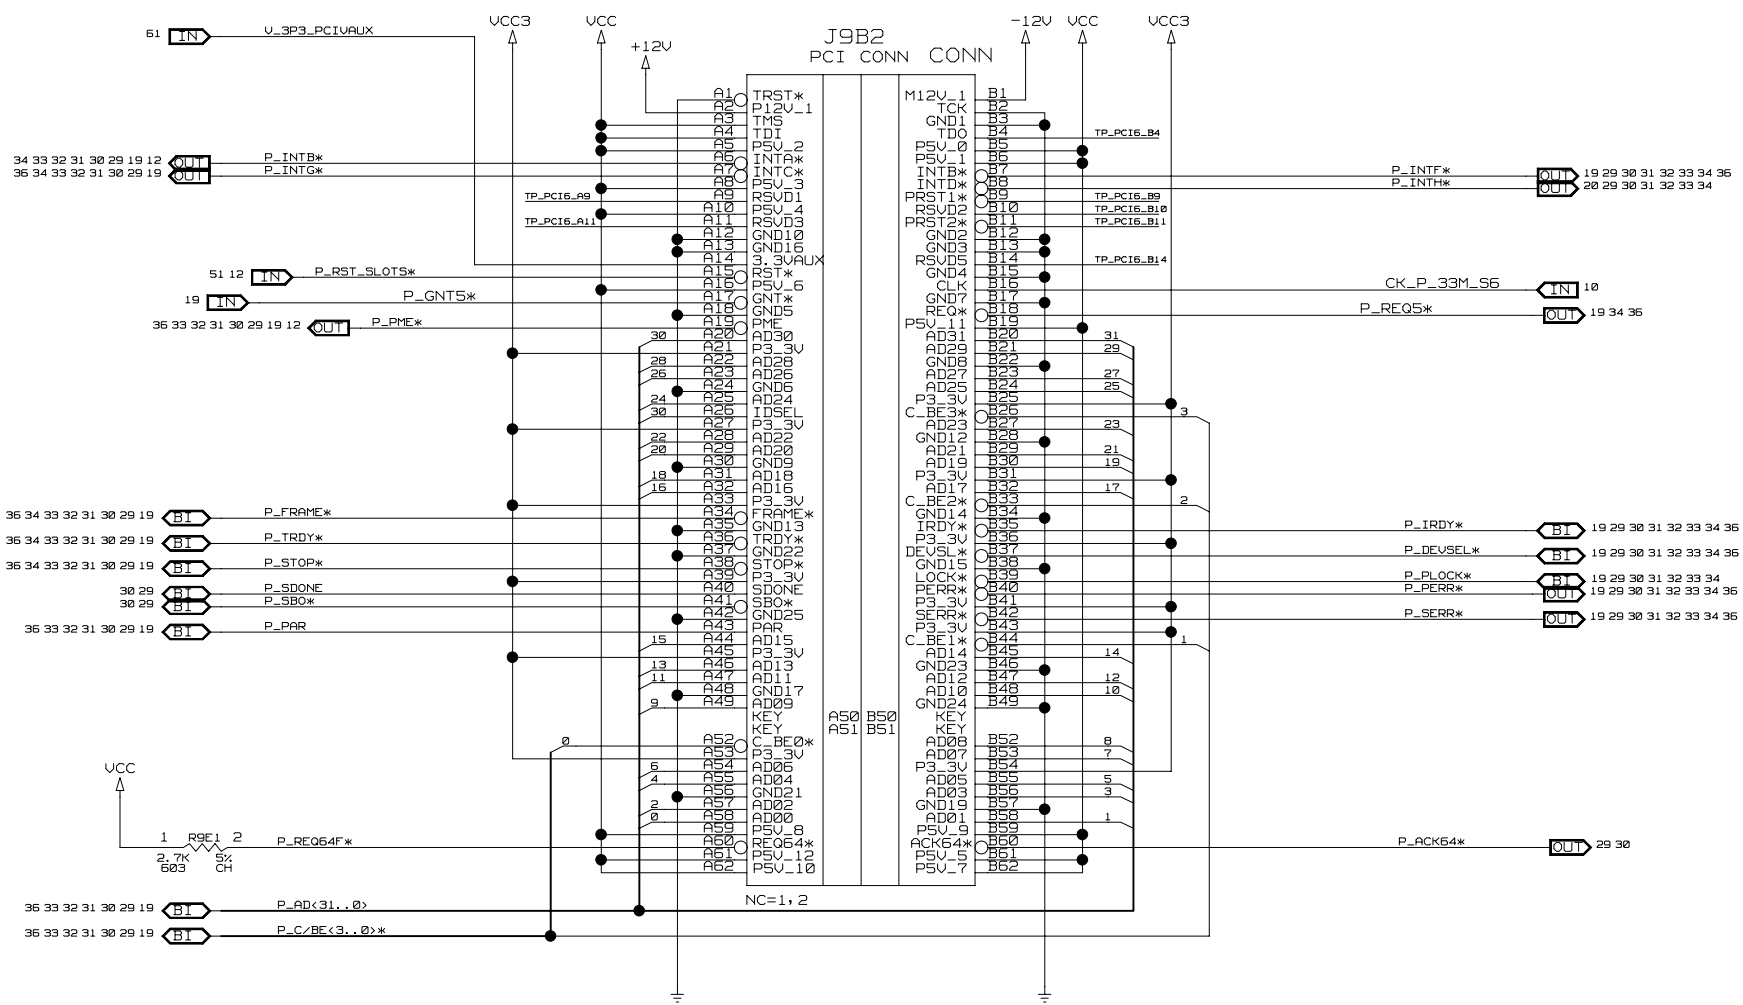 VCC3 VCC -12V VCC VCC3
61 IN V_3P3_PCIVAUX +12V J9B2
PCI CONN CONN
A1 TRST* M12V_1 B1
A2 P12V_1 TCK B2
A3 TMS GND1 B3
A4 TDI TDO B4 TP_PCI6_B4
A5 P5V_2 P5V_0 B5
34 33 32 31 30 29 19 12 OUT P_INTB* A6 INTA* P5V_1 B6
36 34 33 32 31 30 29 19 OUT P_INTG* A7 INTC* INTB* B7 P_INTF* OUT 19 29 30 31 32 33 34 36
A8 P5V_3 INTD* B8 P_INTH* OUT 20 29 30 31 32 33 34
TP_PCI6_A9 A9 RSVD1 PRST1* B9 TP_PCI6_B9
A10 P5V_4 RSVD2 B10 TP_PCI6_B10
TP_PCI6_A11 A11 RSVD3 PRST2* B11 TP_PCI6_B11
A12 GND10 GND2 B12
A13 GND16 GND3 B13
A14 3.3VAUX RSVD5 B14 TP_PCI6_B14
51 12 IN P_RST_SLOTS* A15 RST* GND4 B15
A16 P5V_6 CLK B16 CK_P_33M_S6 IN 10
19 IN P_GNT5* A17 GNT* GND7 B17
A18 GND5 REQ* B18 P_REQ5* OUT 19 34 36
36 33 32 31 30 29 19 12 OUT P_PME* A19 PME P5V_11 B19
30 A20 AD30 AD31 B20 31
A21 P3_3V AD29 B21 29
28 A22 AD28 GND8 B22
26 A23 AD26 AD27 B23 27
A24 GND6 AD25 B24 25
24 A25 AD24 P3_3V B25
30 A26 IDSEL C_BE3* B26 3
A27 P3_3V AD23 B27 23
22 A28 AD22 GND12 B28
20 A29 AD20 AD21 B29 21
A30 GND9 AD19 B30 19
18 A31 AD18 P3_3V B31
16 A32 AD16 AD17 B32 17
A33 P3_3V C_BE2* B33 2
36 34 33 32 31 30 29 19 BI P_FRAME* A34 FRAME* GND14 B34
A35 GND13 IRDY* B35 P_IRDY* BI 19 29 30 31 32 33 34 36
36 34 33 32 31 30 29 19 BI P_TRDY* A36 TRDY* P3_3V B36
A37 GND22 DEVSL* B37 P_DEVSEL* BI 19 29 30 31 32 33 34 36
36 34 33 32 31 30 29 19 BI P_STOP* A38 STOP* GND15 B38
A39 P3_3V LOCK* B39 P_PLOCK* BI 19 29 30 31 32 33 34
30 29 BI P_SDONE A40 SDONE PERR* B40 P_PERR* OUT 19 29 30 31 32 33 34 36
30 29 BI P_SBO* A41 SBO* P3_3V B41
A42 GND25 SERR* B42 P_SERR* OUT 19 29 30 31 32 33 34 36
36 33 32 31 30 29 19 BI P_PAR A43 PAR P3_3V B43
15 A44 AD15 C_BE1* B44 1
A45 P3_3V AD14 B45 14
13 A46 AD13 GND23 B46
11 A47 AD11 AD12 B47 12
A48 GND17 AD10 B48 10
9 A49 AD09 GND24 B49
KEY A50 B50 KEY
KEY A51 B51 KEY
0 A52 C_BE0* AD08 B52 8
A53 P3_3V AD07 B53 7
6 A54 AD06 P3_3V B54
VCC 4 A55 AD04 AD05 B55 5
A56 GND21 AD03 B56 3
2 A57 AD02 GND19 B57
0 A58 AD00 AD01 B58 1
A59 P5V_8 P5V_9 B59
1 R9E1 2 P_REQ64F* A60 REQ64* ACK64* B60 P_ACK64* OUT 29 30
2.7K 5% A61 P5V_12 P5V_5 B61
603 CH A62 P5V_10 P5V_7 B62
NC=1,2
36 33 32 31 30 29 19 BI P_AD<31..0>
36 33 32 31 30 29 19 BI P_C/BE<3..0>*